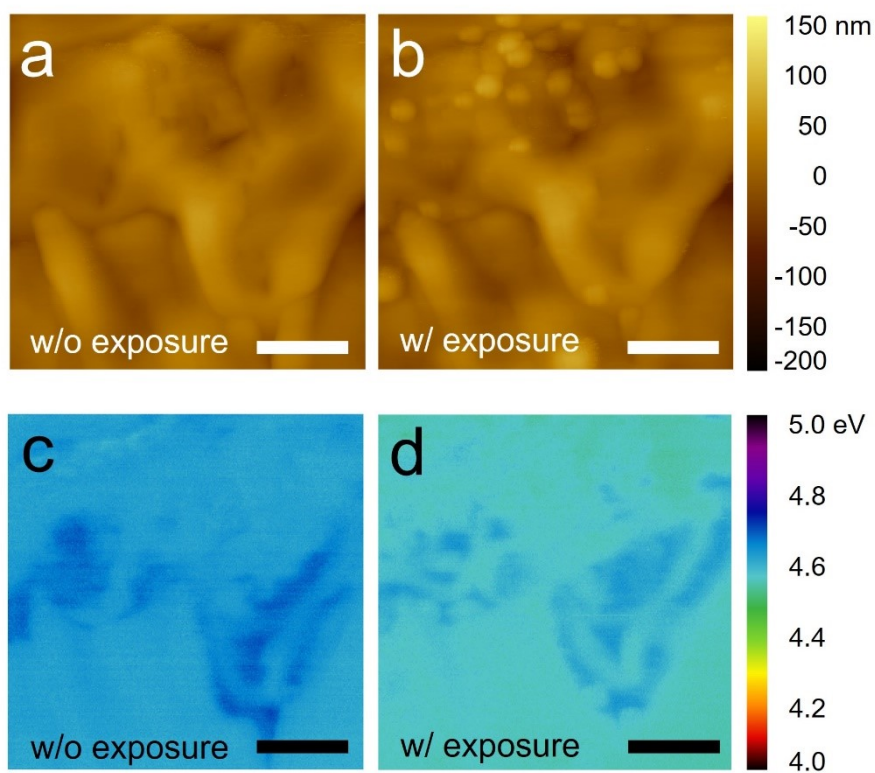 a
w/o exposure
b
w/ exposure
150 nm
100
50
0
-50
-100
-150
-200
c
w/o exposure
d
w/ exposure
5.0 eV
4.8
4.6
4.4
4.2
4.0